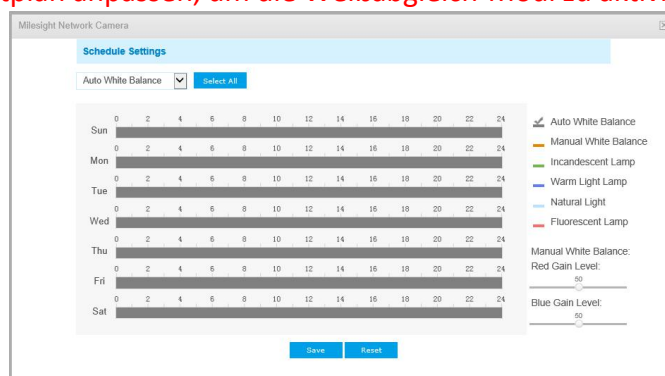 anpassen, um die Weißabgleich-Modi zu
Milesight Network Camera
Schedule Settings
Auto White Balance
Select All
0 2 4 6 8 10 12 14 16 18 20 22 24
Sun
0 2 4 6 8 10 12 14 16 18 20 22 24
Mon
0 2 4 6 8 10 12 14 16 18 20 22 24
Tue
0 2 4 6 8 10 12 14 16 18 20 22 24
Wed
0 2 4 6 8 10 12 14 16 18 20 22 24
Thu
0 2 4 6 8 10 12 14 16 18 20 22 24
Fri
0 2 4 6 8 10 12 14 16 18 20 22 24
Sat
Auto White Balance
Manual White Balance
Incandescent Lamp
Warm Light Lamp
Natural Light
Fluorescent Lamp
Manual White Balance:
Red Gain Level:
50
Blue Gain Level:
50
Save
Reset